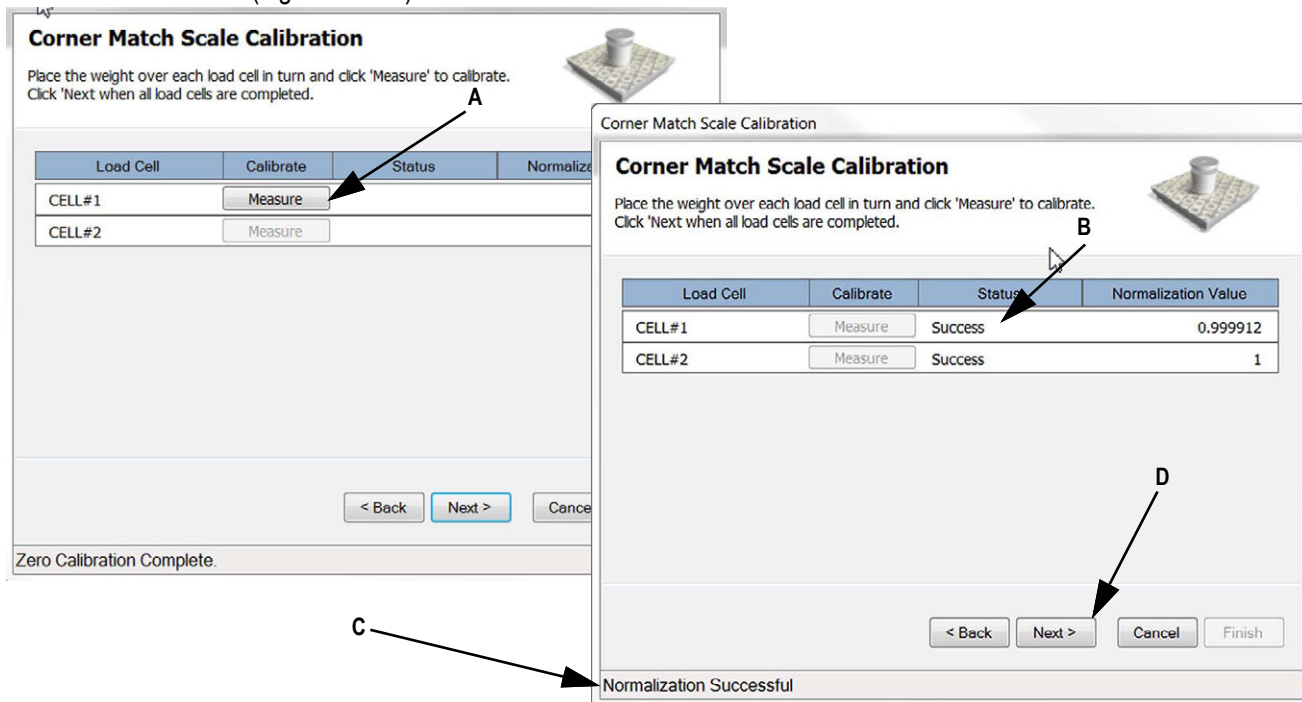 Corner Match Scale Calibration
Place the weight over each load cell in turn and click 'Measure' to calibrate.
Click 'Next when all load cells are completed.
A
Load Cell Calibrate Status
CELL#1 Measure
CELL#2 Measure
< Back Next >
Zero Calibration Complete.
Corner Match Scale Calibration
Corner Match Scale Calibration
Place the weight over each load cell in turn and click 'Measure' to calibrate.
Click 'Next when all load cells are completed.
B
Load Cell Calibrate Status Normalization Value
CELL#1 Measure Success 0.999912
CELL#2 Measure Success 1
D
C
< Back Next > Cancel Finish
Normalization Successful